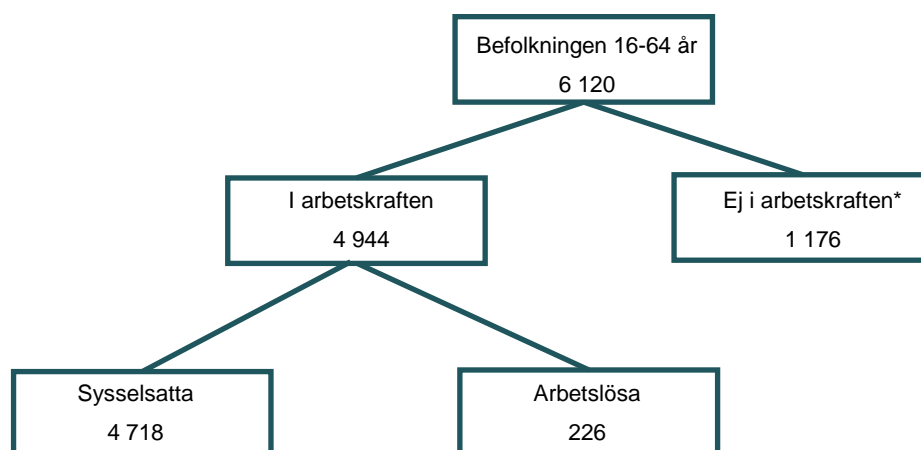 Befolkningen 16-64 år
6 120
I arbetskraften
4 944
Ej i arbetskraften*
1 176
Sysselsatta
4 718
Arbetslösa
226